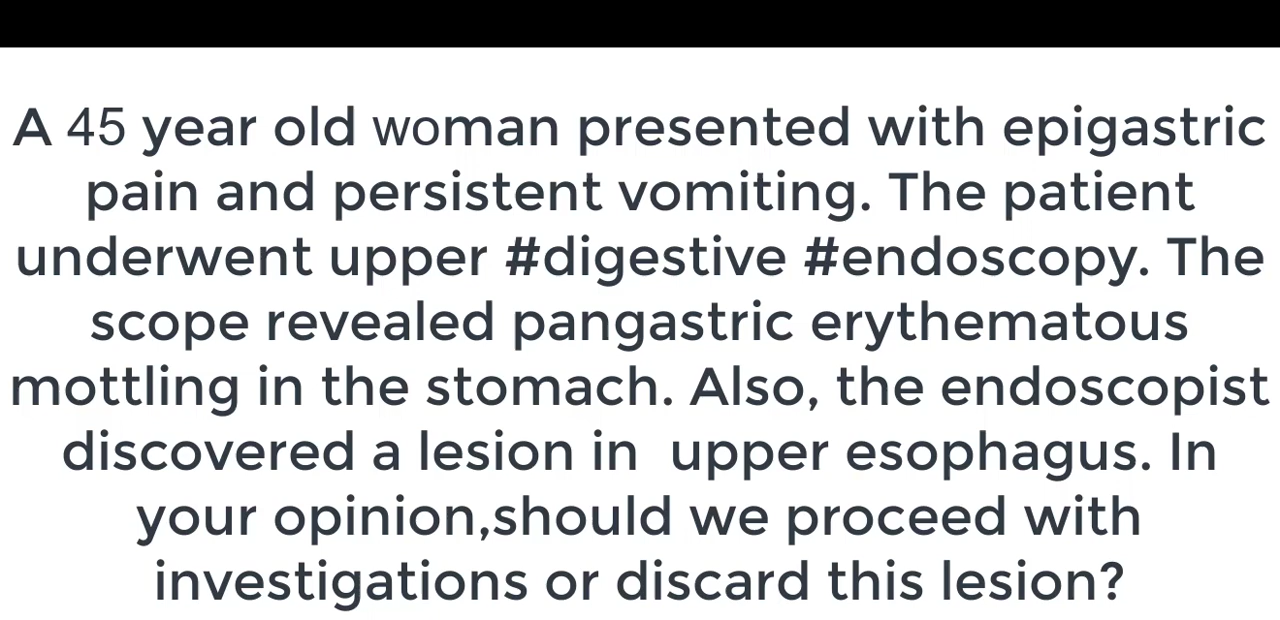 A 45 year old woman presented with epigastric
pain and persistent vomiting. The patient
underwent upper #digestive #endoscopy. The
scope revealed pangastric erythematous
mottling in the stomach. Also, the endoscopist
discovered a lesion in  upper esophagus. In
your opinion,should we proceed with
investigations or discard this lesion?